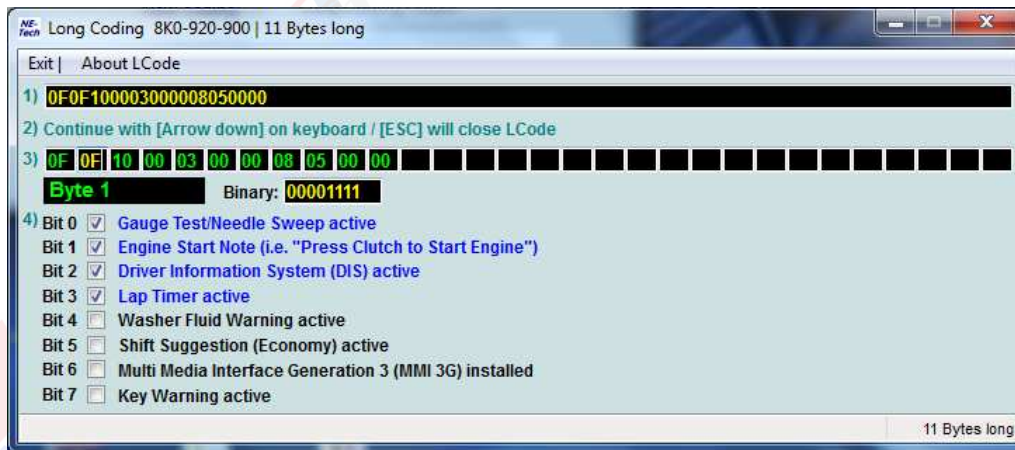 NE-Tech Long Coding 8K0-920-900 | 11 Bytes long
Exit | About LCode
1) 0F0F100003000008050000
2) Continue with [Arrow down] on keyboard / [ESC] will close LCode
3) 0F 0F 10 00 03 00 00 08 05 00 00
Byte 1 Binary: 00001111
4) Bit 0 Gauge Test/Needle Sweep active
Bit 1 Engine Start Note (i.e. "Press Clutch to Start Engine")
Bit 2 Driver Information System (DIS) active
Bit 3 Lap Timer active
Bit 4 Washer Fluid Warning active
Bit 5 Shift Suggestion (Economy) active
Bit 6 Multi Media Interface Generation 3 (MMI 3G) installed
Bit 7 Key Warning active
11 Bytes long